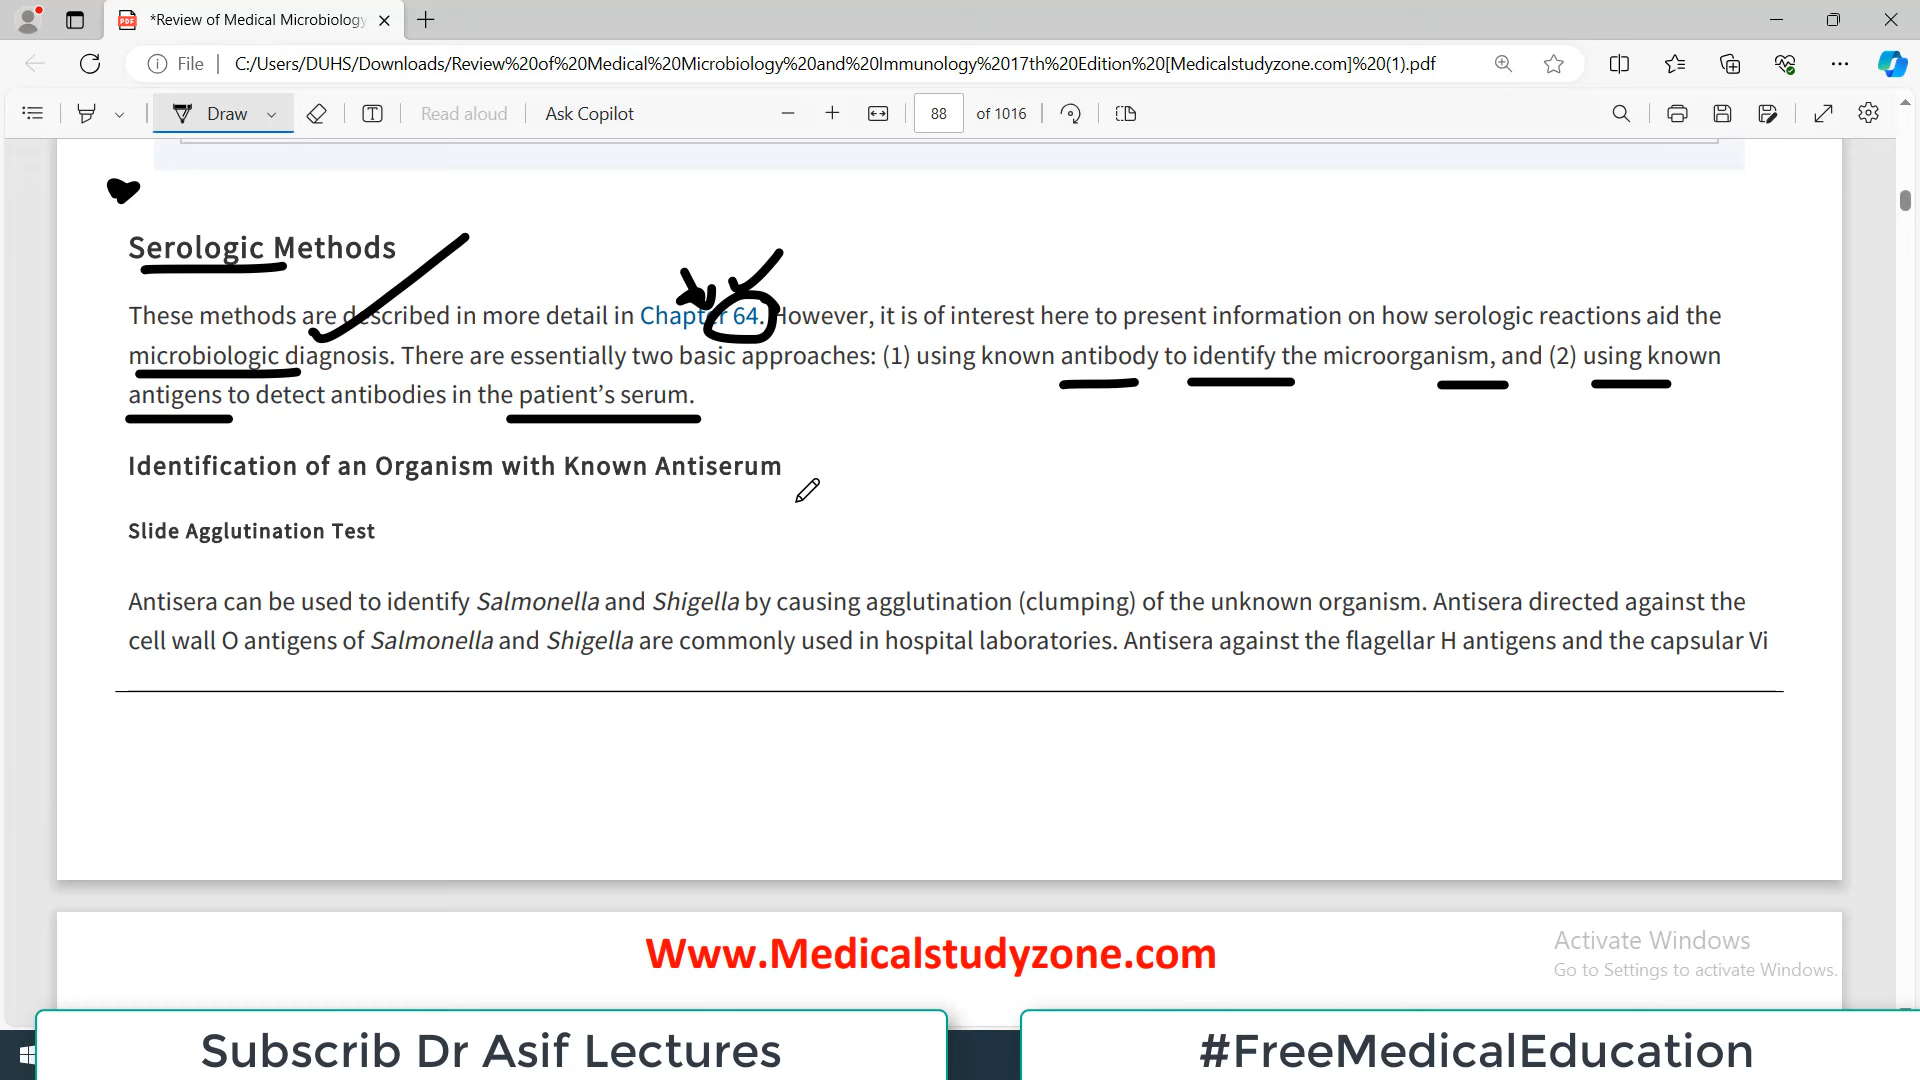 *Review of Medical Microbiology
File
C:/Users/DUHS/Downloads/Review%20of%20Medical%20Microbiology%20and%20Immunology%2017th%20Edition%20[Medicalstudyzone.com]%20(1).pdf
Draw
Read aloud
Ask Copilot
88
of 1016
Serologic Methods
These methods are described in more detail in Chapter 64. However, it is of interest here to present information on how serologic reactions aid the
microbiologic diagnosis. There are essentially two basic approaches: (1) using known antibody to identify the microorganism, and (2) using known
antigens to detect antibodies in the patient’s serum.
Identification of an Organism with Known Antiserum
Slide Agglutination Test
Antisera can be used to identify Salmonella and Shigella by causing agglutination (clumping) of the unknown organism. Antisera directed against the
cell wall O antigens of Salmonella and Shigella are commonly used in hospital laboratories. Antisera against the flagellar H antigens and the capsular Vi
Www.Medicalstudyzone.com
Activate Windows
Go to Settings to activate Windows.
Subscrib Dr Asif Lectures
#FreeMedicalEducation